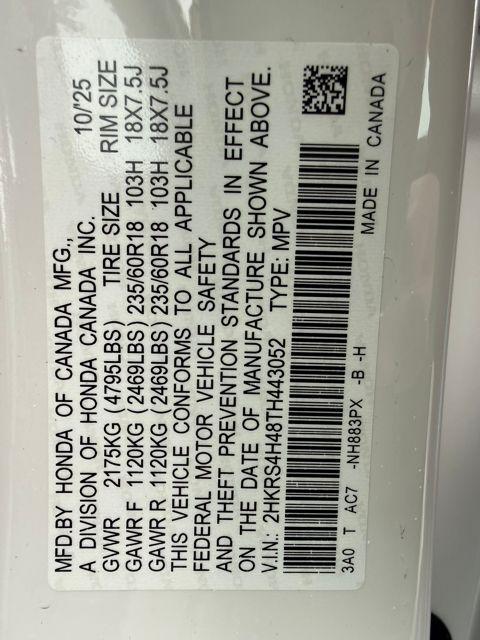 MFD.BY HONDA OF CANADA MFG.,
A DIVISION OF HONDA CANADA INC. 10/'25
GVWR 2175KG (4795LBS) TIRE SIZE RIM SIZE
GAWR F 1120KG (2469LBS) 235/60R18 103H 18X7.5J
GAWR R 1120KG (2469LBS) 235/60R18 103H 18X7.5J
THIS VEHICLE CONFORMS TO ALL APPLICABLE
FEDERAL MOTOR VEHICLE SAFETY
AND THEFT PREVENTION STANDARDS IN EFFECT
ON THE DATE OF MANUFACTURE SHOWN ABOVE.
V.I.N.: 2HKRS4H48TH443052 TYPE: MPV
3A0 T AC7 -NH883PX -B -H MADE IN CANADA